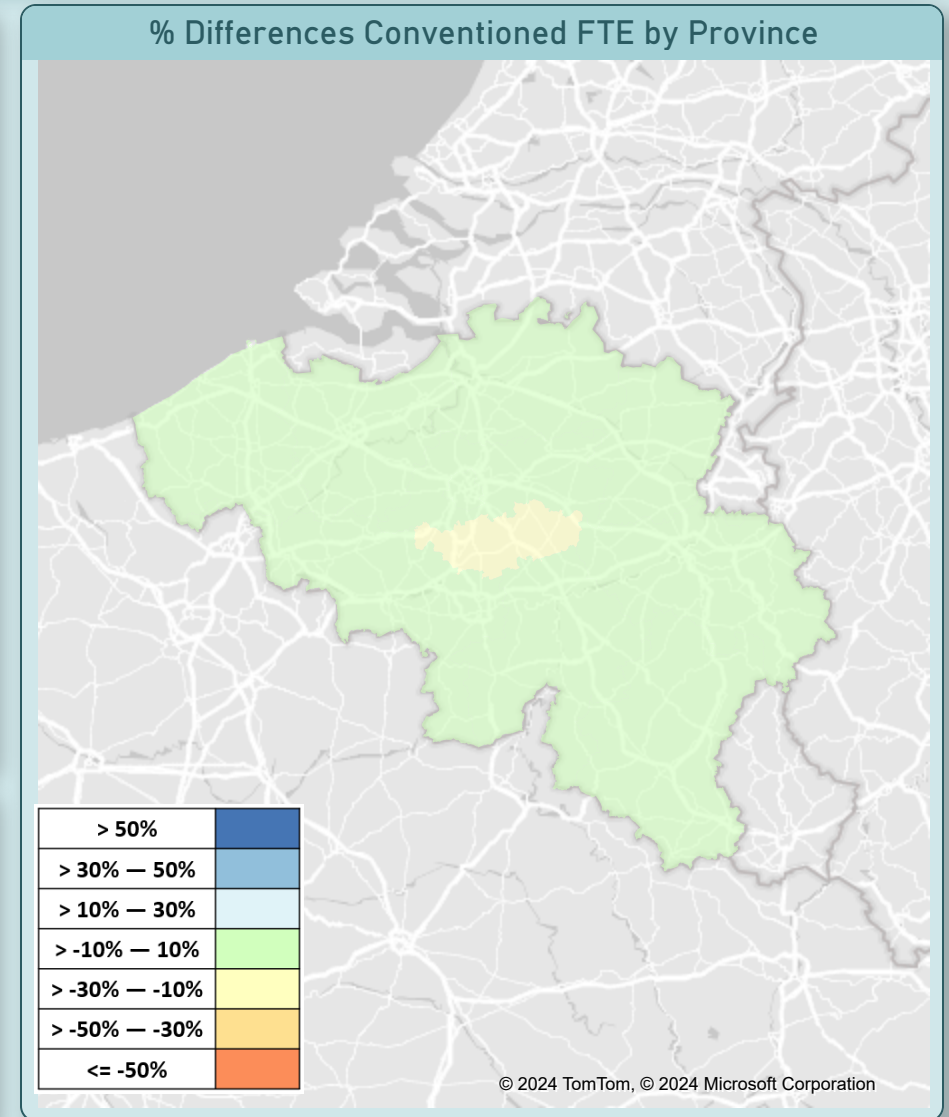 % Differences Conventioned FTE by Province
> 50%
> 30% — 50%
> 10% — 30%
> -10% — 10%
> -30% — -10%
> -50% — -30%
<= -50%
© 2024 TomTom, © 2024 Microsoft Corporation